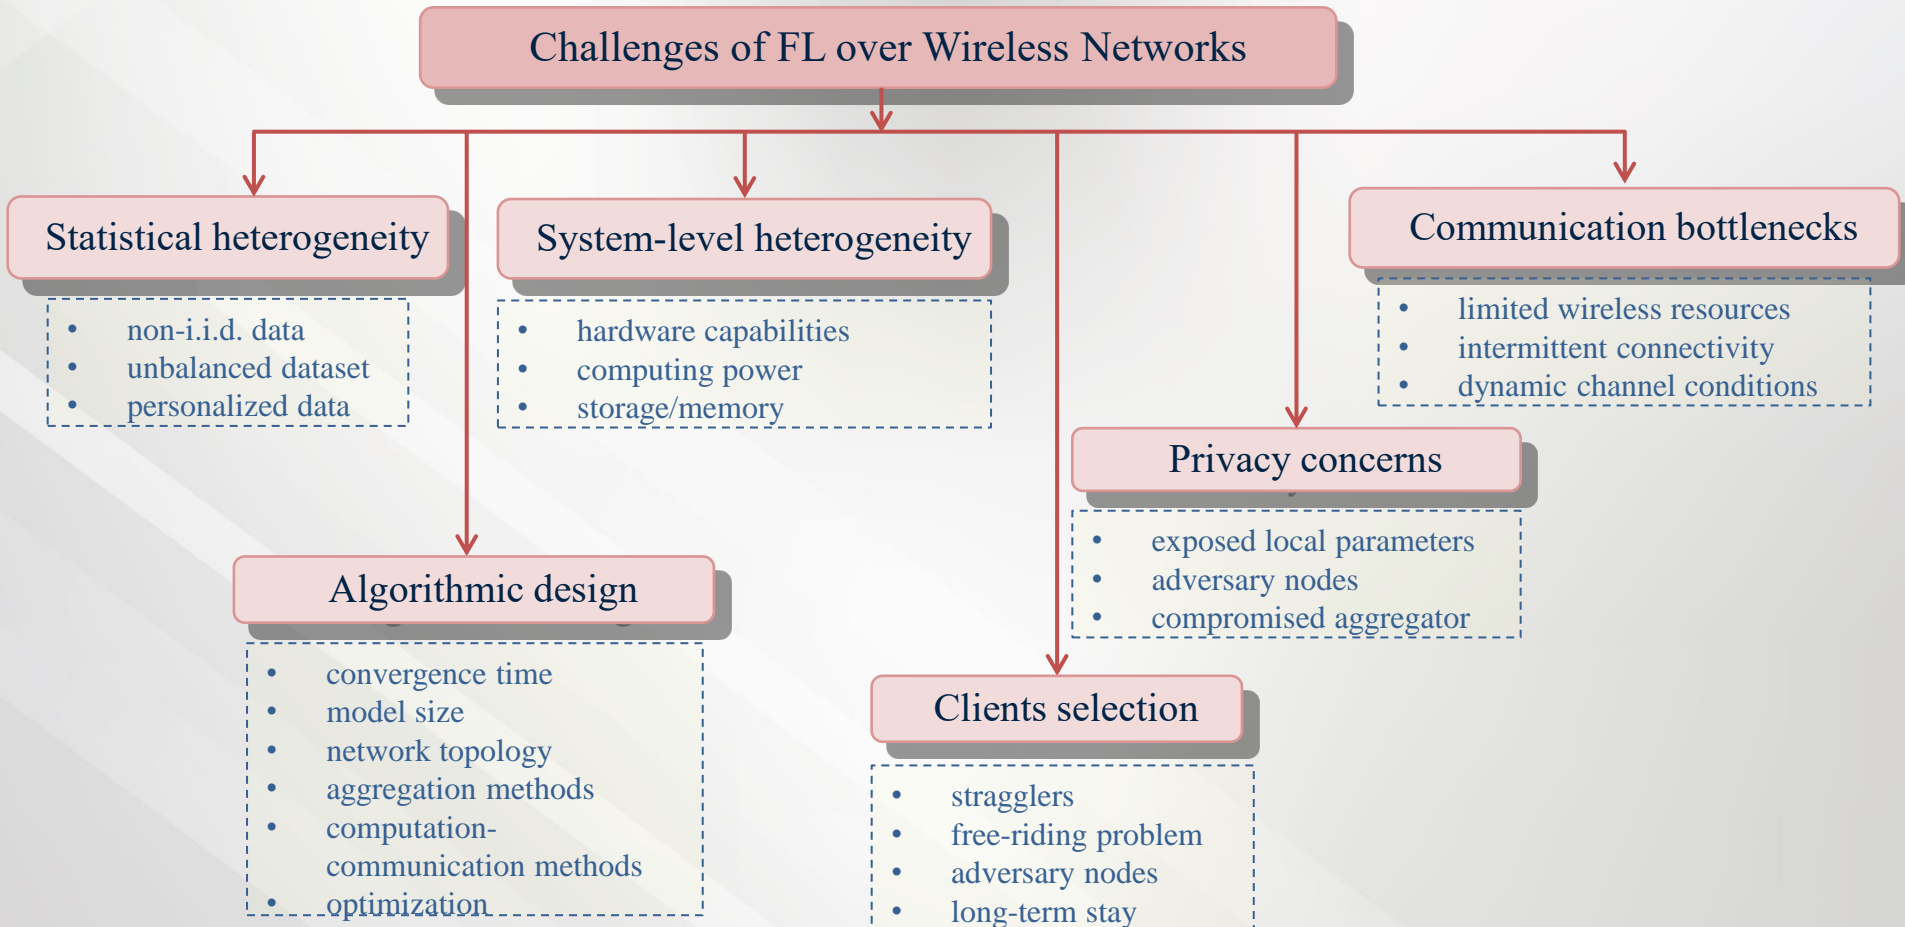 Challenges of FL over Wireless Networks
Statistical heterogeneity
• non-i.i.d. data
• unbalanced dataset
• personalized data
System-level heterogeneity
• hardware capabilities
• computing power
• storage/memory
Communication bottlenecks
• limited wireless resources
• intermittent connectivity
• dynamic channel conditions
Privacy concerns
• exposed local parameters
• adversary nodes
• compromised aggregator
Algorithmic design
• convergence time
• model size
• network topology
• aggregation methods
• computation-
communication methods
• optimization
Clients selection
• stragglers
• free-riding problem
• adversary nodes
• long-term stay